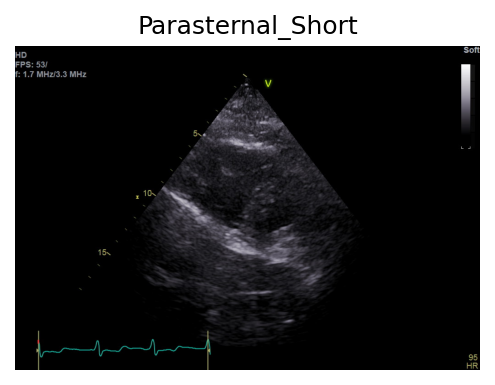 Parasternal_Short
HD
FPS: 53/
f: 1.7 MHz/3.3 MHz
Soft
V
5
10
15
95
HR